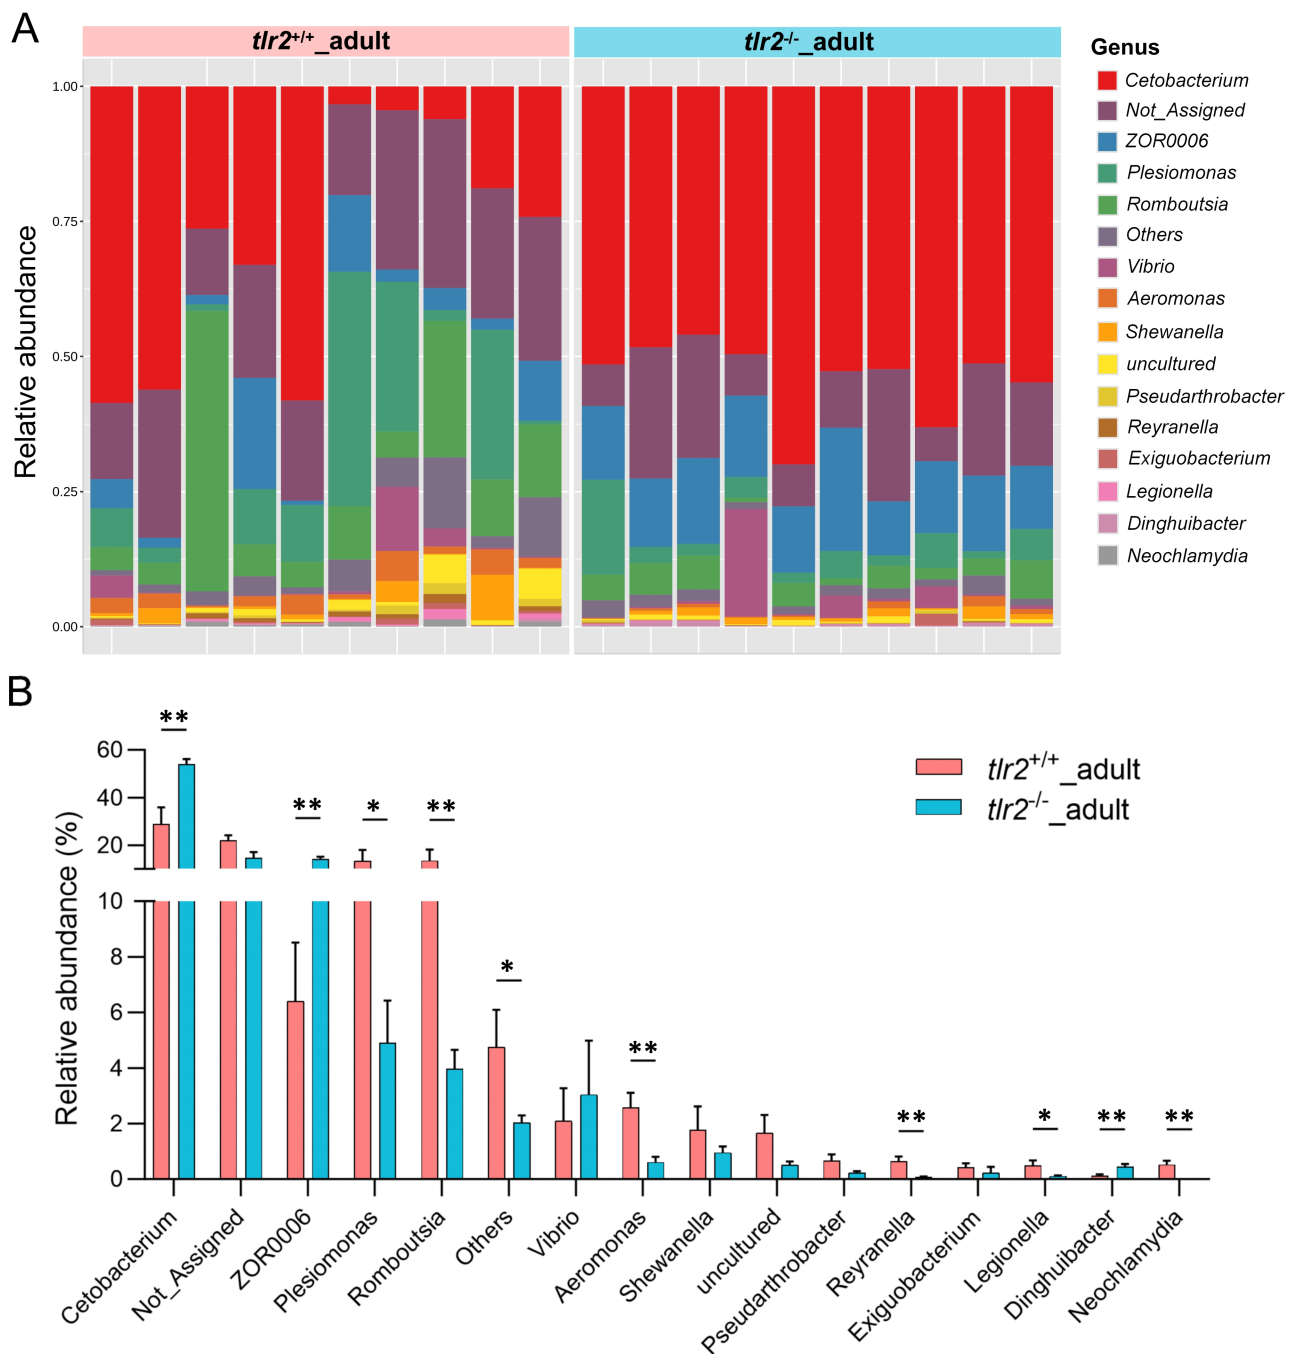 A
tlr2+/+_adult
tlr2-/-_adult
Genus
Cetobacterium
Not_Assigned
ZOR0006
Plesiomonas
Romboutsia
Others
Vibrio
Aeromonas
Shewanella
uncultured
Pseudarthrobacter
Reyranella
Exiguobacterium
Legionella
Dinghuibacter
Neochlamydia
Relative abundance
1.00
0.75
0.50
0.25
0.00
B
tlr2+/+_adult
tlr2-/-_adult
Relative abundance (%)
60
40
20
10
8
6
4
2
0
**
**
*
**
*
**
**
*
**
**
Cetobacterium
Not_Assigned
ZOR0006
Plesiomonas
Romboutsia
Others
Vibrio
Aeromonas
Shewanella
uncultured
Pseudarthrobacter
Reyranella
Exiguobacterium
Legionella
Dinghuibacter
Neochlamydia